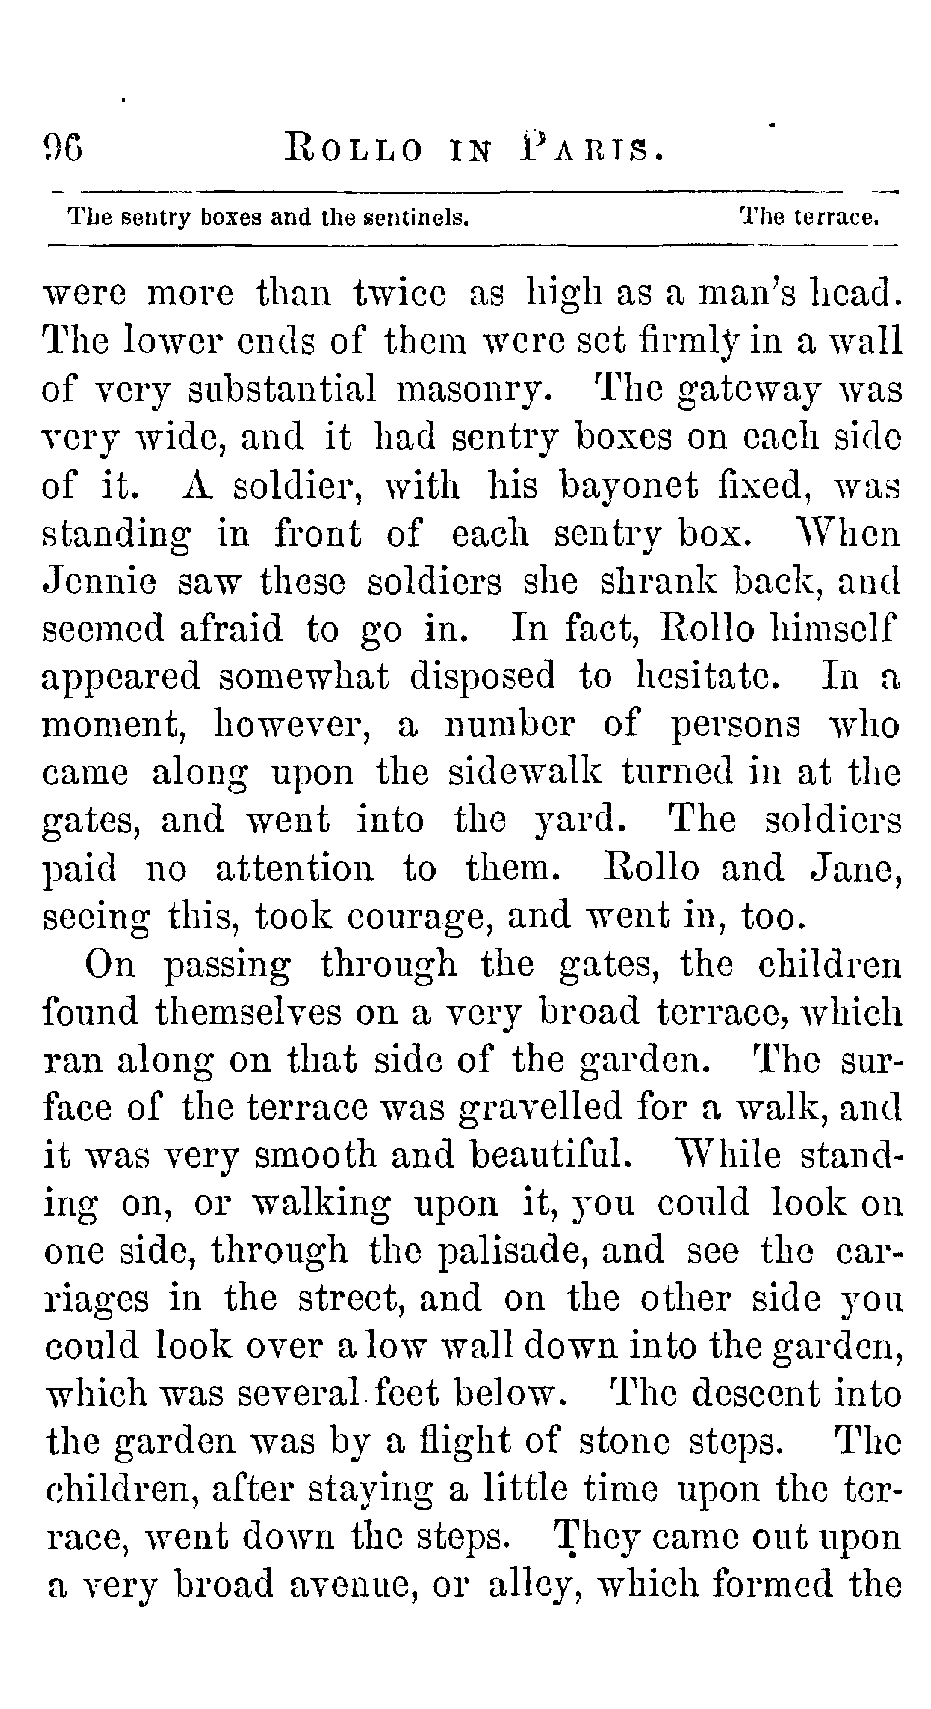 96 ROLLO IN PARIS.
The sentry boxes and the sentinels. The terrace.
were more than twice as high as a man's head.
The lower ends of them were set firmly in a wall
of very substantial masonry. The gateway was
very wide, and it had sentry boxes on each side
of it. A soldier, with his bayonet fixed, was
standing in front of each sentry box. When
Jennie saw these soldiers she shrank back, and
seemed afraid to go in. In fact, Rollo himself
appeared somewhat disposed to hesitate. In a
moment, however, a number of persons who
came along upon the sidewalk turned in at the
gates, and went into the yard. The soldiers
paid no attention to them. Rollo and Jane,
seeing this, took courage, and went in, too.
On passing through the gates, the children
found themselves on a very broad terrace, which
ran along on that side of the garden. The sur-
face of the terrace was gravelled for a walk, and
it was very smooth and beautiful. While stand-
ing on, or walking upon it, you could look on
one side, through the palisade, and see the car-
riages in the street, and on the other side you
could look over a low wall down into the garden,
which was several feet below. The descent into
the garden was by a flight of stone steps. The
children, after staying a little time upon the ter-
race, went down the steps. They came out upon
a very broad avenue, or alley, which formed the